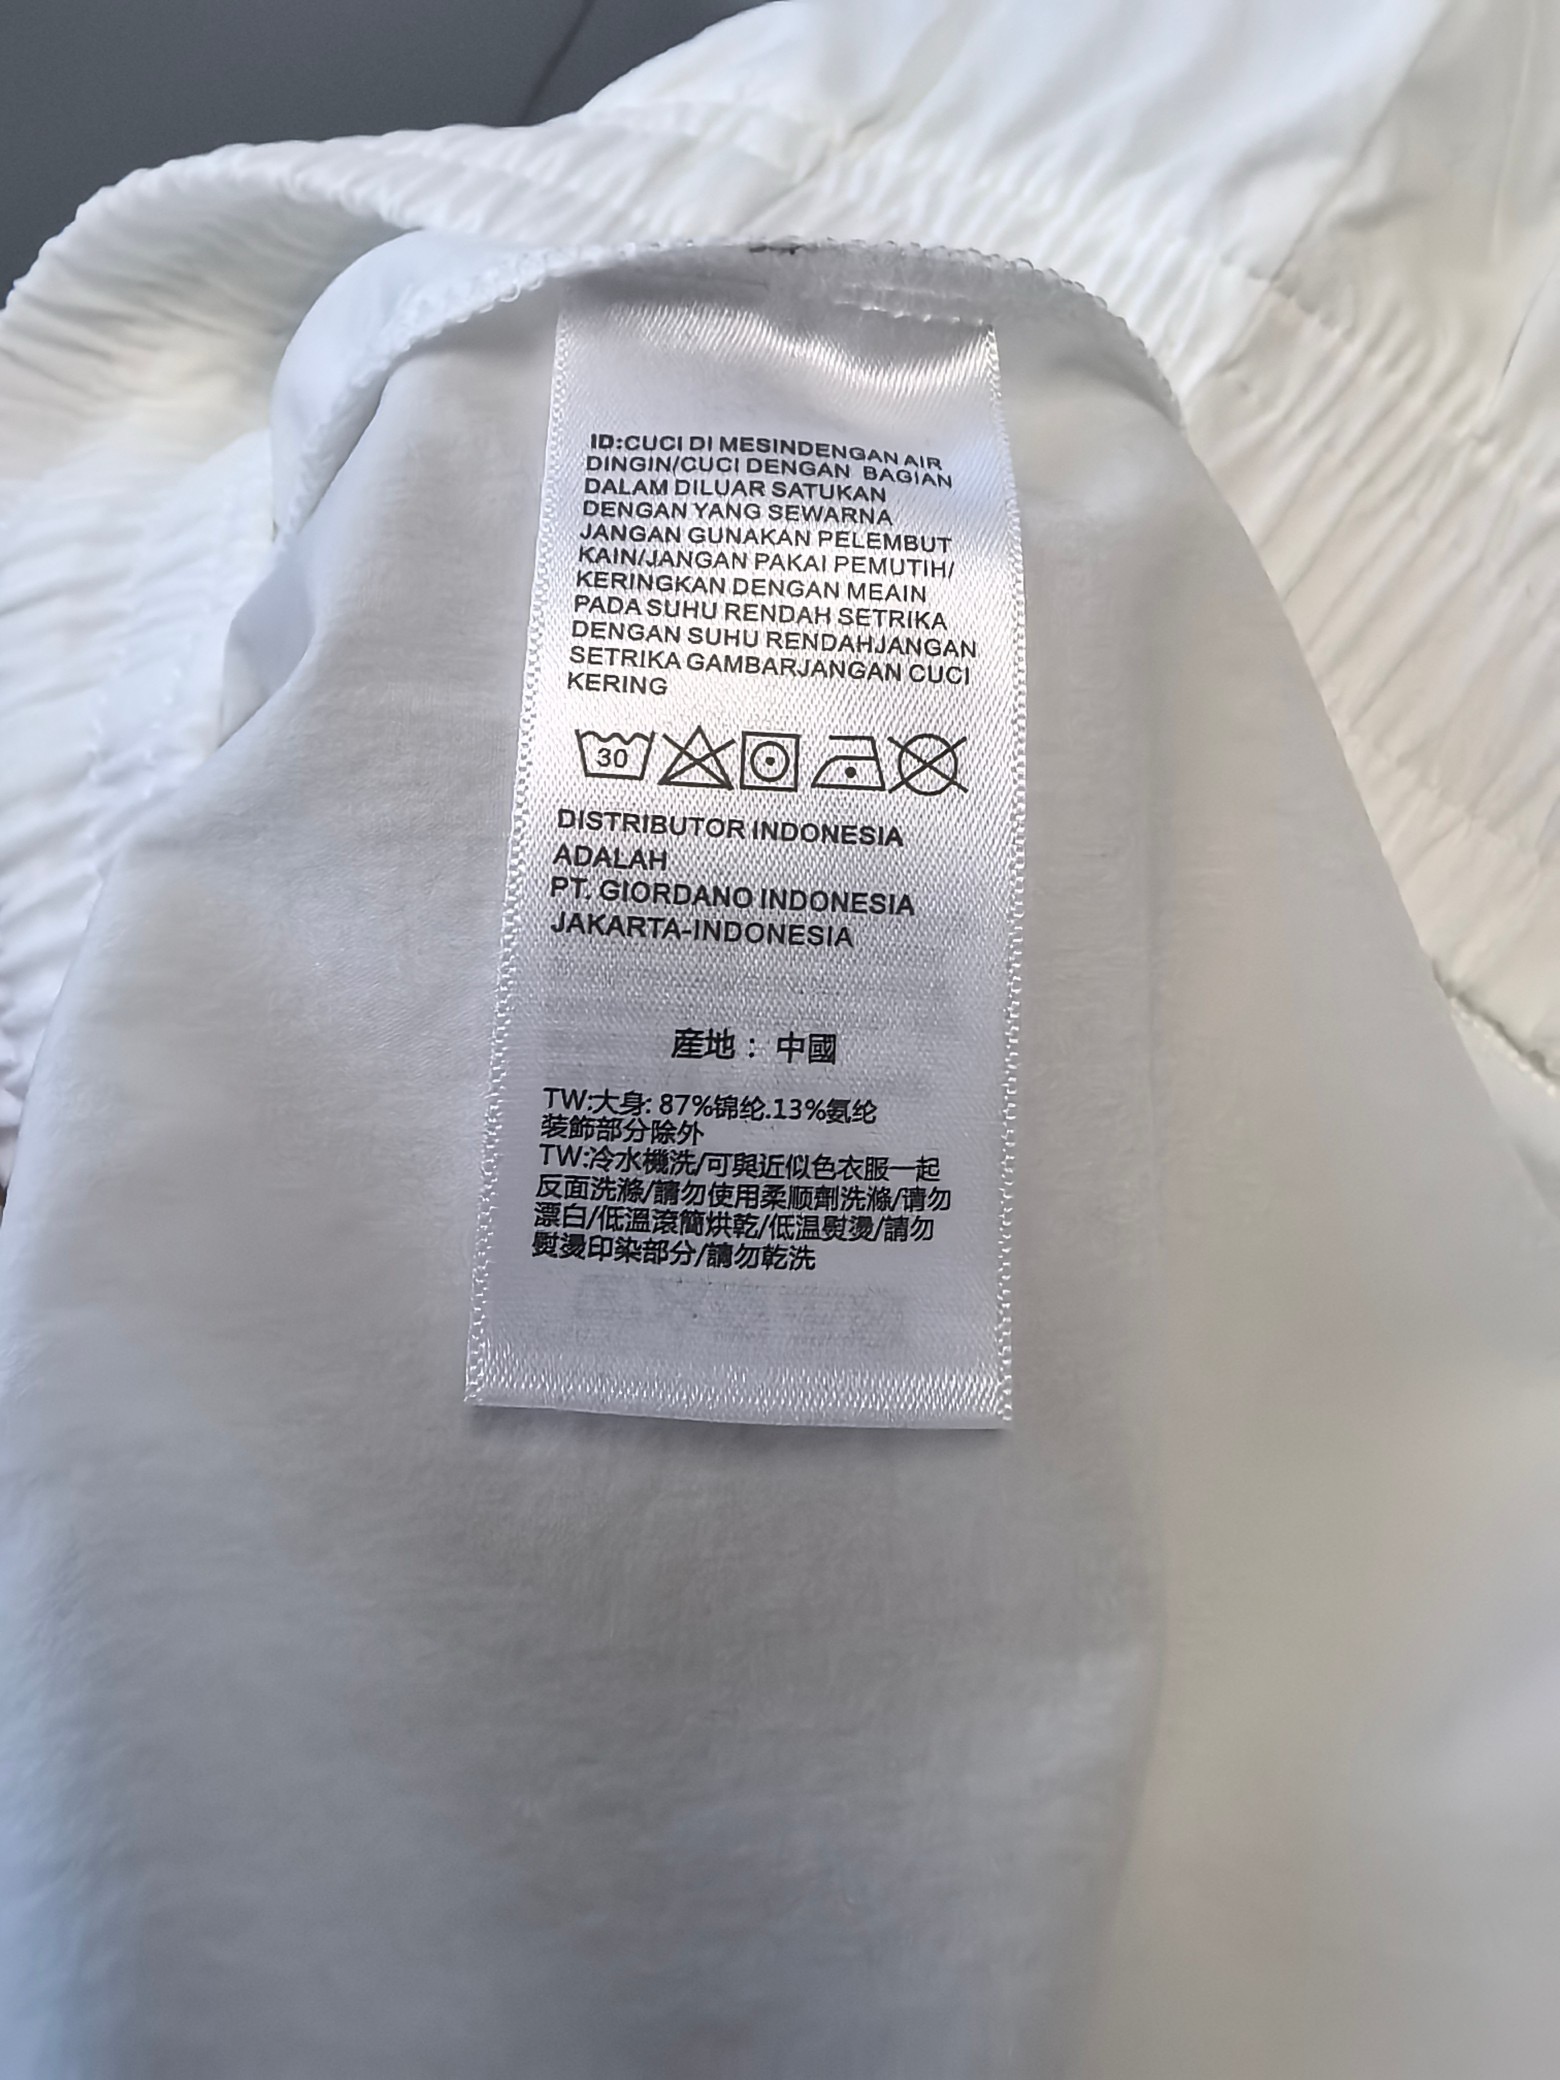 ID:CUCI DI MESINDENGAN AIR
DINGIN/CUCI DENGAN BAGIAN
DALAM DILUAR SATUKAN
DENGAN YANG SEWARNA
JANGAN GUNAKAN PELEMBUT
KAIN/JANGAN PAKAI PEMUTIH/
KERINGKAN DENGAN MEAIN
PADA SUHU RENDAH SETRIKA
DENGAN SUHU RENDAHJANGAN
SETRIKA GAMBARJANGAN CUCI
KERING
30
DISTRIBUTOR INDONESIA
ADALAH
PT. GIORDANO INDONESIA
JAKARTA-INDONESIA
産地：中國
TW:大身: 87%锦纶.13%氨纶
装飾部分除外
TW:冷水機洗/可與近似色衣服一起
反面洗滌/請勿使用柔顺劑洗滌/请勿
漂白/低溫滾筒烘乾/低温熨燙/請勿
熨燙印染部分/請勿乾洗